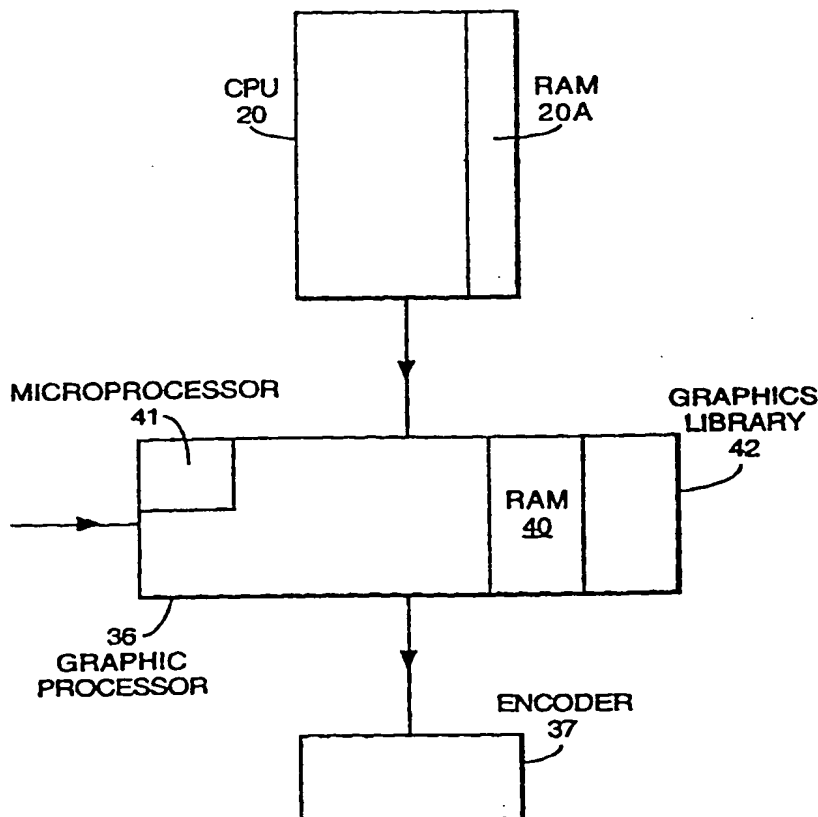 CPU
20
RAM
20A
MICROPROCESSOR
41
GRAPHICS
LIBRARY
42
RAM
40
36
GRAPHIC
PROCESSOR
ENCODER
37